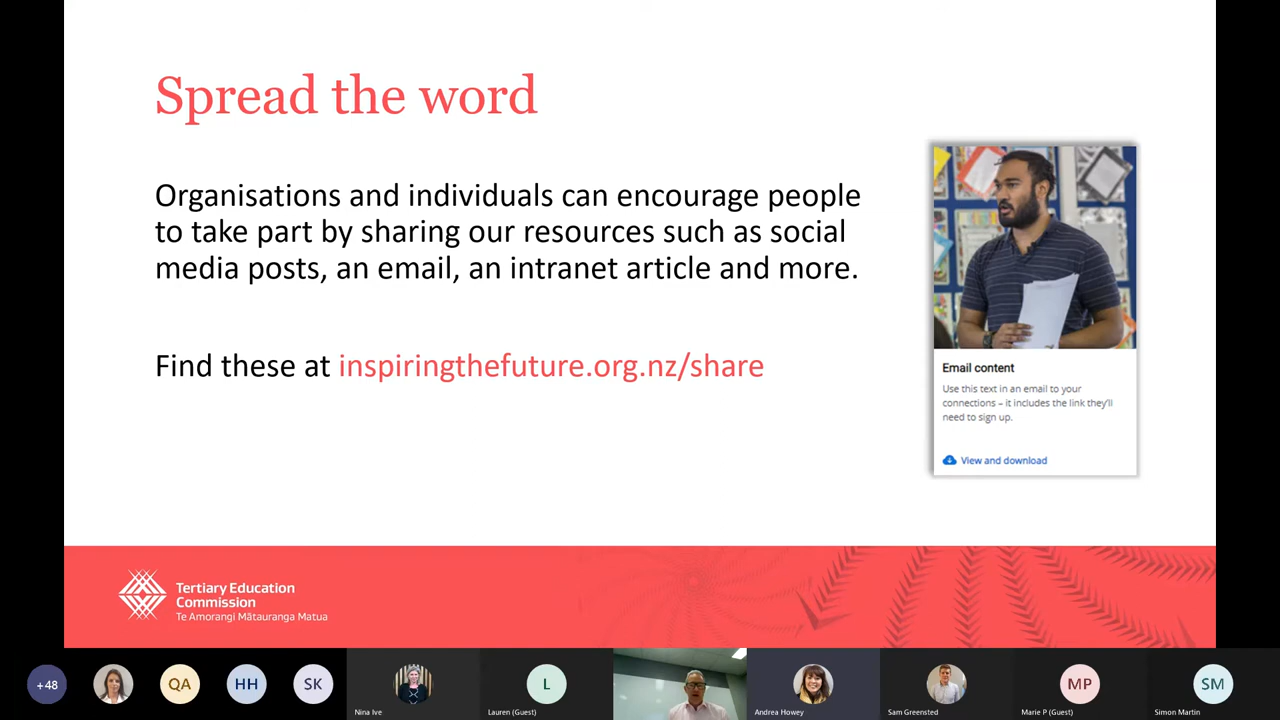 Spread the word
Organisations and individuals can encourage people
to take part by sharing our resources such as social
media posts, an email, an intranet article and more.
Find these at inspiringthefuture.org.nz/share
Email content
Use this text in an email to your
connections – it includes the link they'll
need to sign up.
View and download
Tertiary Education
Commission
Te Amorangi Mātauranga Matua
+48
QA
HH
SK
Nina Ive
L
Lauren (Guest)
Andrea Howey
Sam Greensted
MP
Marie P (Guest)
SM
Simon Martin